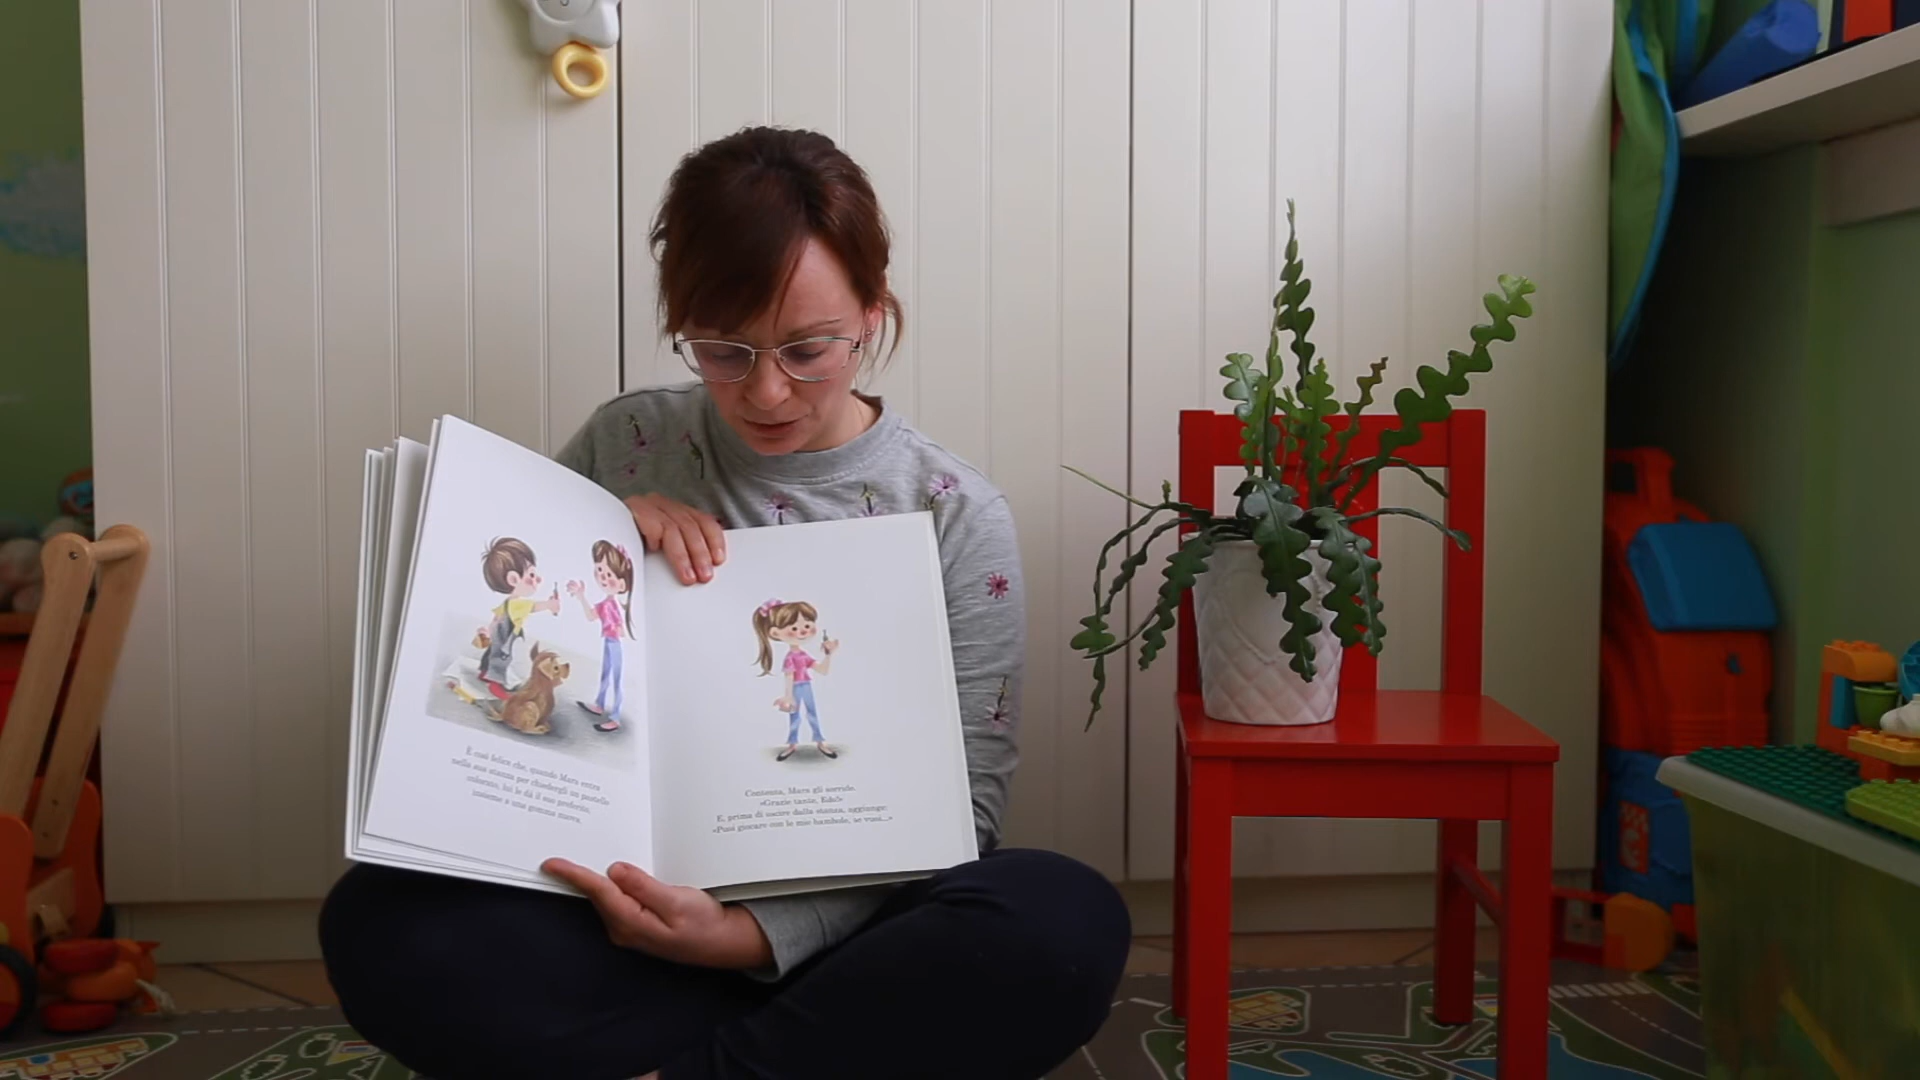 È così felice che, quando Mara entra
nella sua stanza per chiedergli un pastello
colorato, lui le dà il suo preferito,
insieme a una gomma nuova.
Contenta, Mara gli sorride.
«Grazie tante, Edu!»
E, prima di uscire dalla stanza, aggiunge:
«Puoi giocare con le mie bambole, se vuoi...»